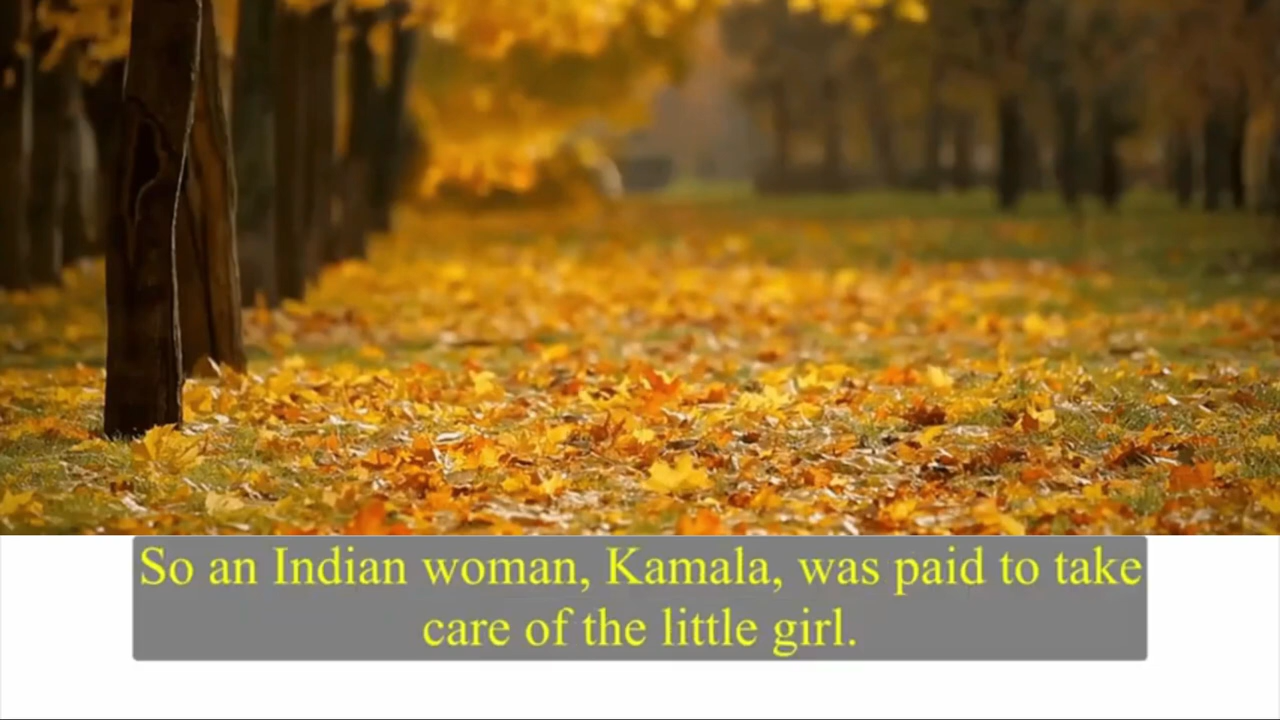 So an Indian woman, Kamala, was paid to take
care of the little girl.